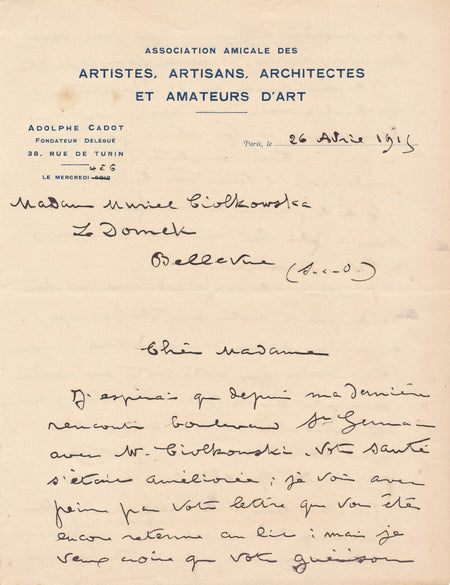 ASSOCIATION AMICALE DES
ARTISTES, ARTISANS, ARCHITECTES
ET AMATEURS D'ART
ADOLPHE CADOT
FONDATEUR DÉLÉGUÉ
38, RUE DE TURIN
4 à 6
LE MERCREDI SOIR
Paris, le 26 Avril 1915
Madame Muriel Ciolkowska
Le Domek
Bellevue (S.-&-O.)
Chère Madame
J'espérais que depuis ma dernière
rencontre boulevard St Germain
avec M. Ciolkowski, votre santé
s'était améliorée ; je vois avec
peine par votre lettre que vous êtes
encore retenue au lit : mais je
veux croire que votre guérison